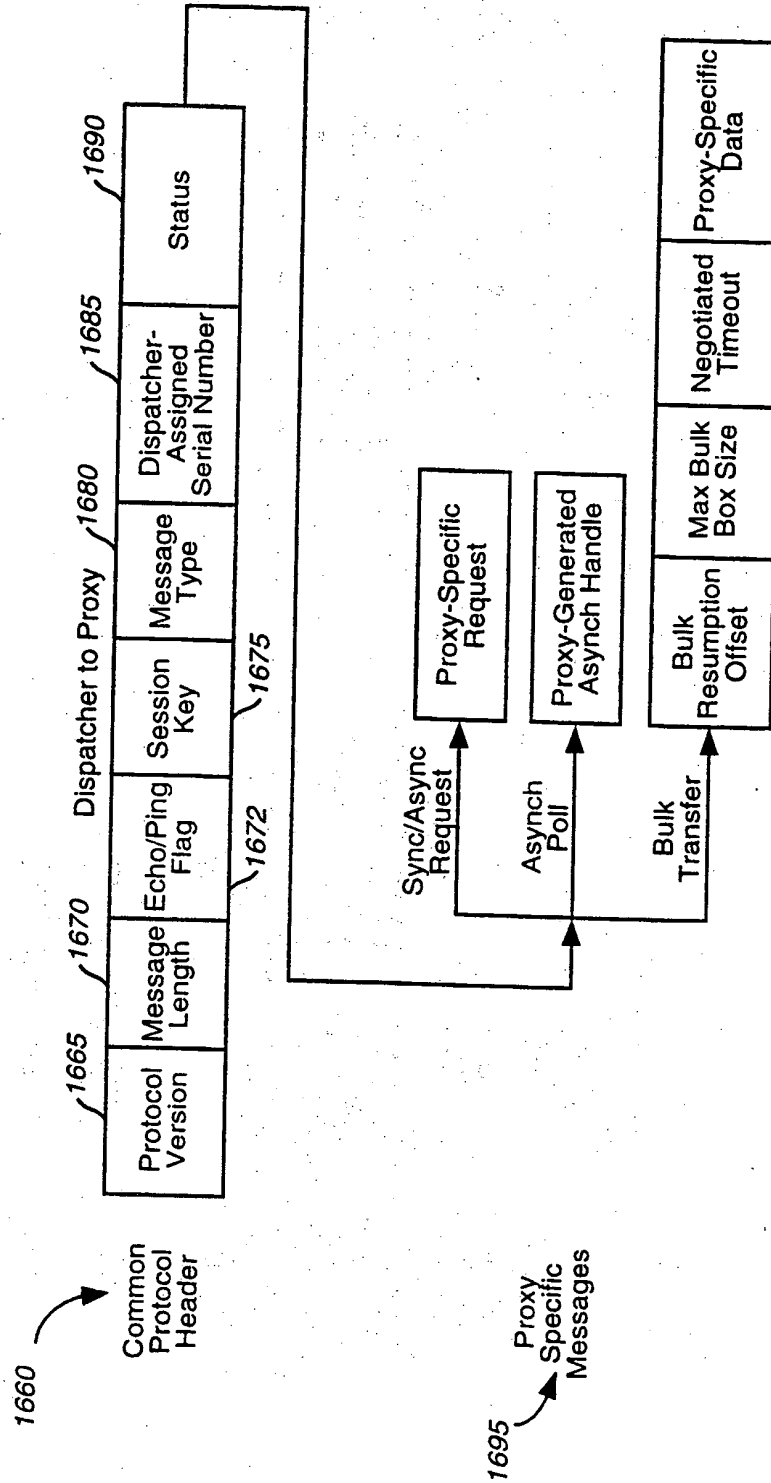 1660
Common
Protocol
Header
Dispatcher to Proxy
1665
Protocol
Version
1670
Message
Length
Echo/Ping
Flag
1672
Session
Key
1675
1680
Message
Type
1685
Dispatcher-
Assigned
Serial Number
1690
Status
1695
Proxy
Specific
Messages
Sync/Async
Request
Proxy-Specific
Request
Asynch
Poll
Proxy-Generated
Asynch Handle
Bulk
Transfer
Bulk
Resumption
Offset
Max Bulk
Box Size
Negotiated
Timeout
Proxy-Specific
Data